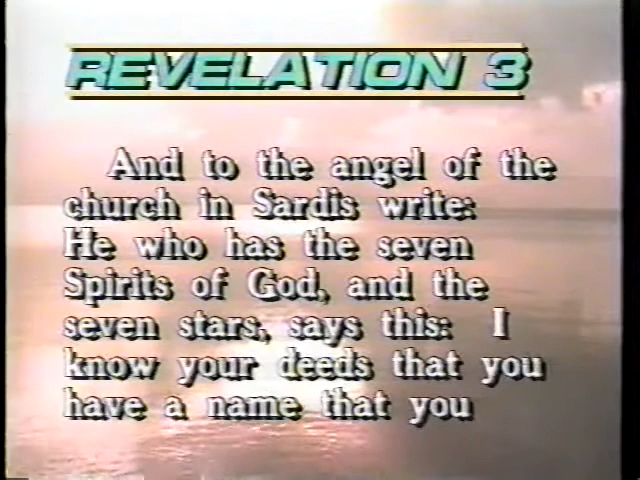 REVELATION 3
And to the angel of the
church in Sardis write:
He who has the seven
Spirits of God, and the
seven stars, says this: I
know your deeds that you
have a name that you